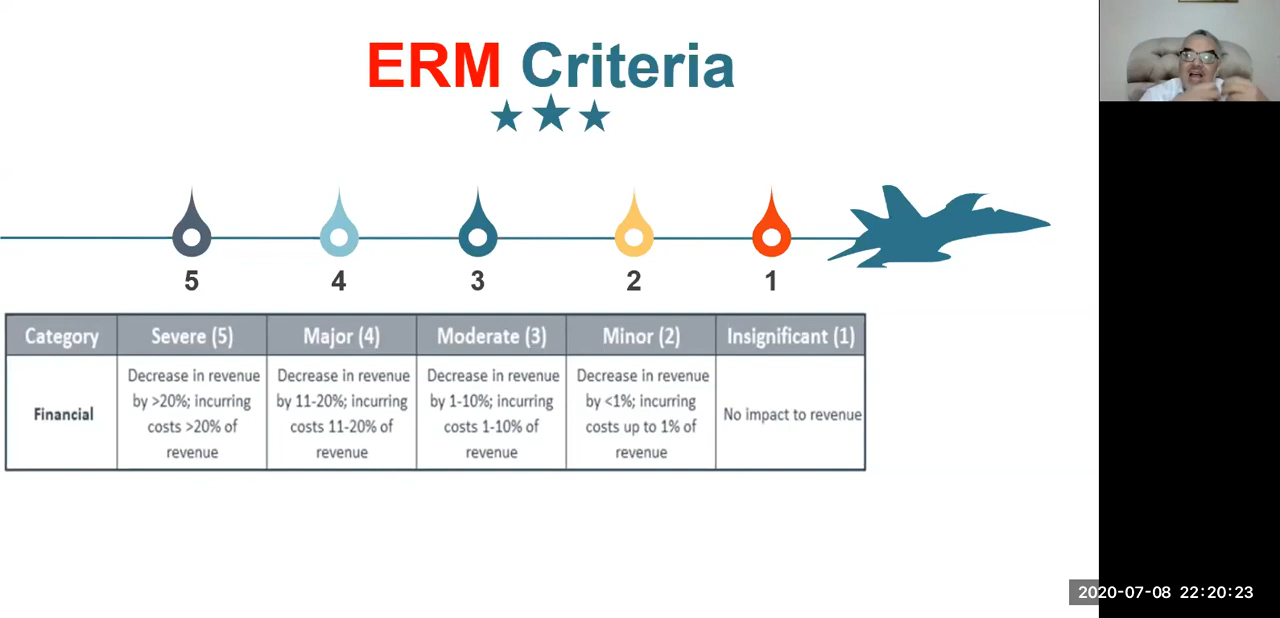 ERM Criteria
5 4 3 2 1
Category Severe (5) Major (4) Moderate (3) Minor (2) Insignificant (1)
Financial
Decrease in revenue
by >20%; incurring
costs >20% of
revenue
Decrease in revenue
by 11-20%; incurring
costs 11-20% of
revenue
Decrease in revenue
by 1-10%; incurring
costs 1-10% of
revenue
Decrease in revenue
by <1%; incurring
costs up to 1% of
revenue
No impact to revenue
2020-07-08 22:20:23